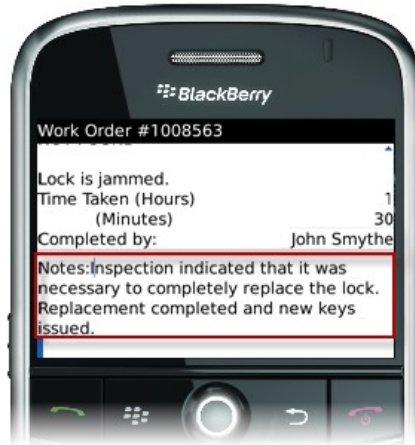 BlackBerry
Work Order #1008563
Lock is jammed.
Time Taken (Hours) 1
(Minutes) 30
Completed by: John Smythe
Notes:Inspection indicated that it was
necessary to completely replace the lock.
Replacement completed and new keys
issued.